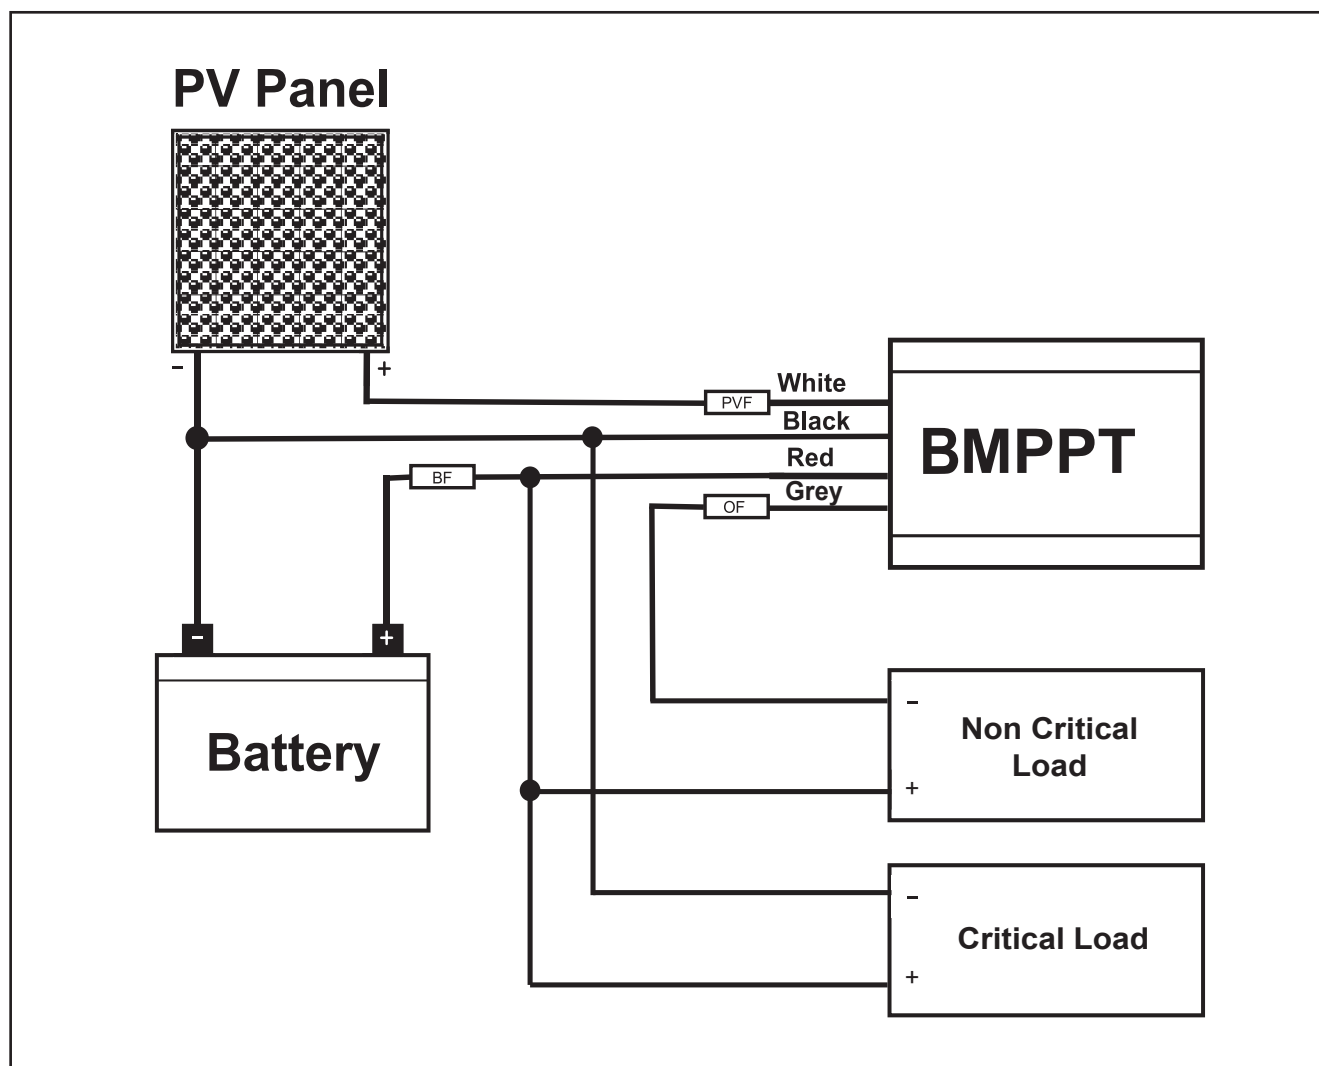 PV Panel
- +
White
PVF
Black
BMPPT
Red
BF
Grey
OF
- +
Battery
-
Non Critical
Load
+
-
Critical Load
+